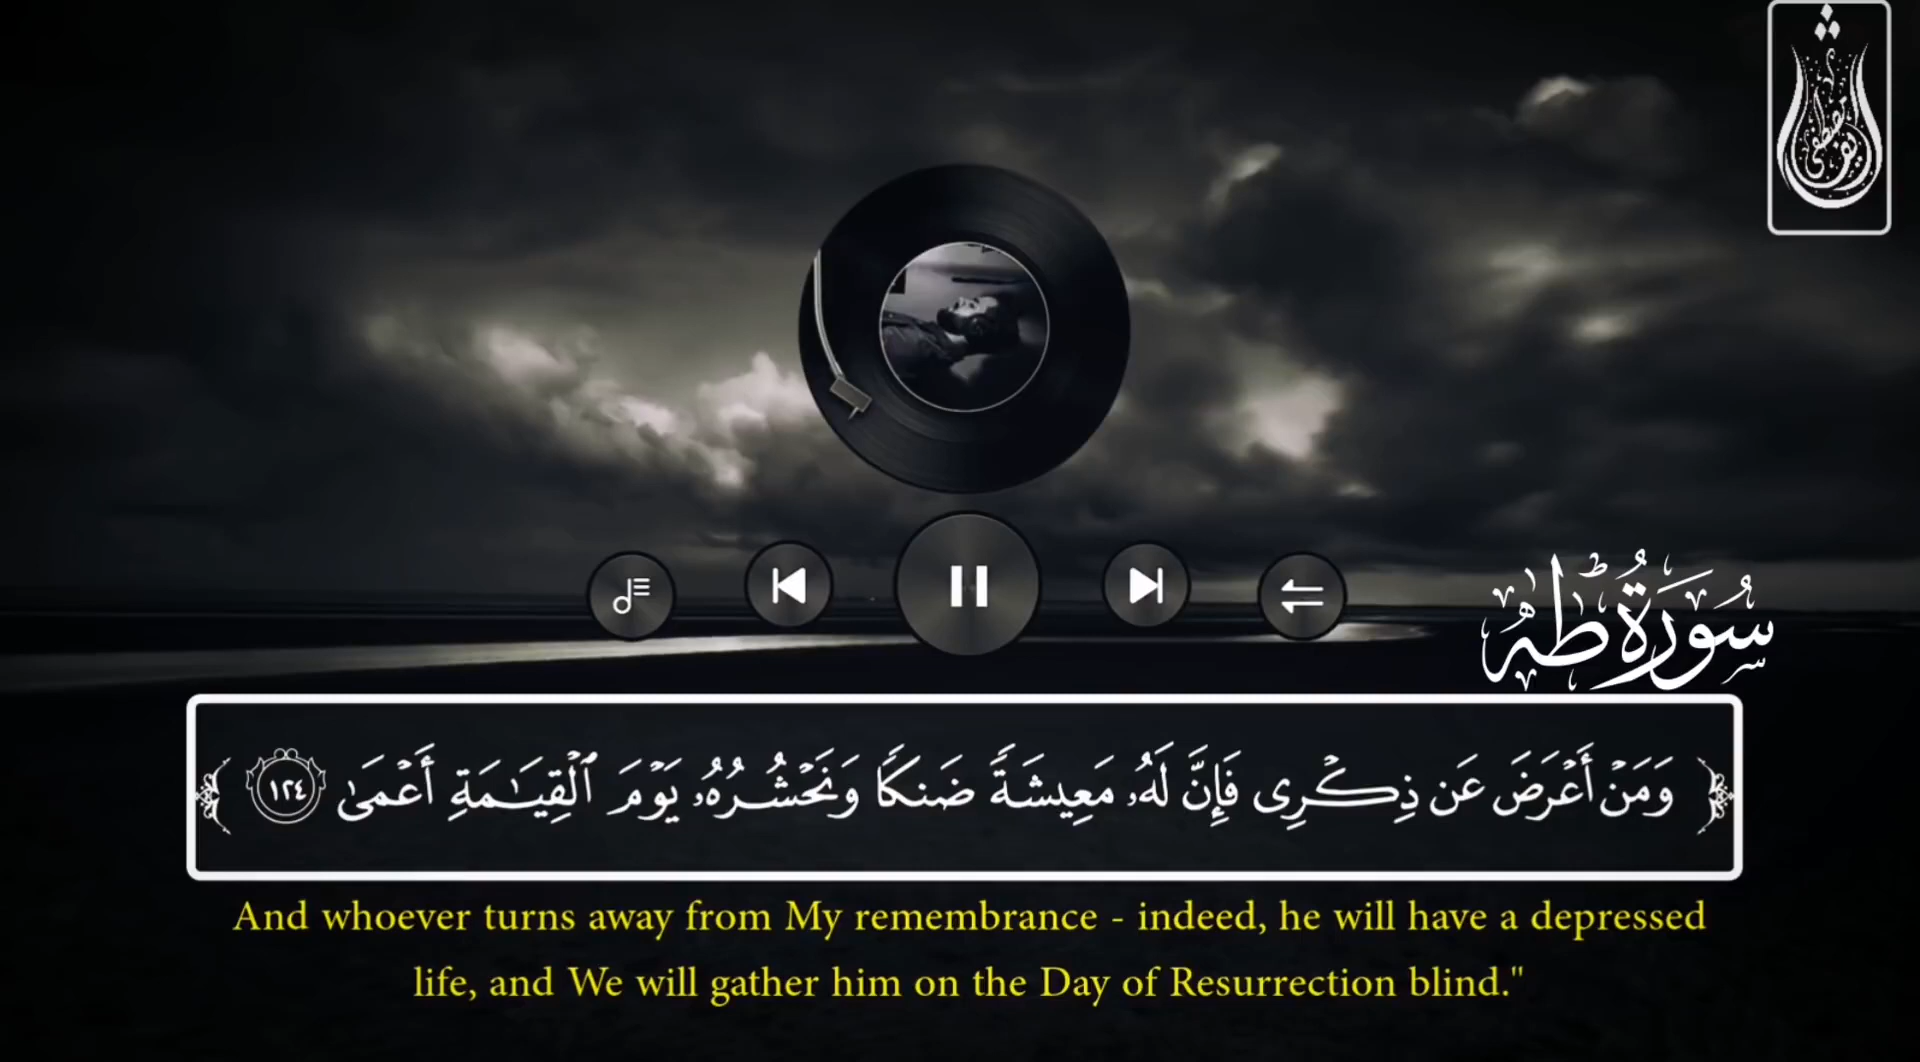 سُورَةُ طه
وَمَنْ أَعْرَضَ عَن ذِكْرِى فَإِنَّ لَهُۥ مَعِيشَةً ضَنكًا وَنَحْشُرُهُۥ يَوْمَ ٱلْقِيَـٰمَةِ أَعْمَىٰ ١٢٤
And whoever turns away from My remembrance - indeed, he will have a depressed
life, and We will gather him on the Day of Resurrection blind."